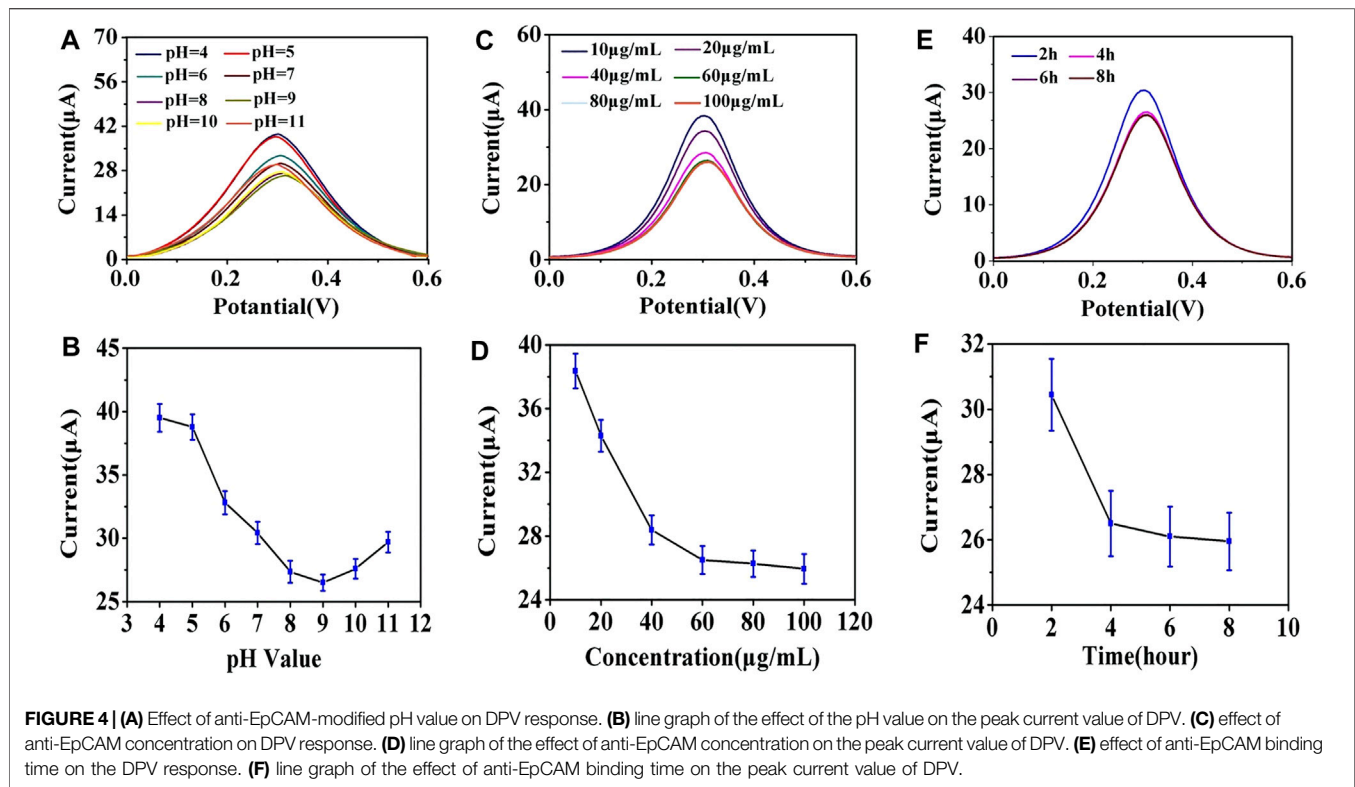 A
70
56
42
28
14
0
Current(µA)
pH=4 pH=5
pH=6 pH=7
pH=8 pH=9
pH=10 pH=11
0.0 0.2 0.4 0.6
Potantial(V)
C
80
60
40
20
0
Current(µA)
10µg/mL 20µg/mL
40µg/mL 60µg/mL
80µg/mL 100µg/mL
0.0 0.2 0.4 0.6
Potential(V)
E
40
30
20
10
0
Current(µA)
2h 4h
6h 8h
0.0 0.2 0.4 0.6
Potential(V)
B
45
40
35
30
25
Current(µA)
3 4 5 6 7 8 9 10 11 12
pH Value
D
40
36
32
28
24
Current(µA)
0 20 40 60 80 100 120
Concentration(µg/mL)
F
32
30
28
26
24
Current(µA)
0 2 4 6 8 10
Time(hour)
FIGURE 4 | (A) Effect of anti-EpCAM-modified pH value on DPV response. (B) line graph of the effect of the pH value on the peak current value of DPV. (C) effect of
anti-EpCAM concentration on DPV response. (D) line graph of the effect of anti-EpCAM concentration on the peak current value of DPV. (E) effect of anti-EpCAM binding
time on the DPV response. (F) line graph of the effect of anti-EpCAM binding time on the peak current value of DPV.